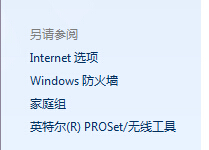 另请参阅
Internet 选项
Windows 防火墙
家庭组
英特尔(R) PROSet/无线工具